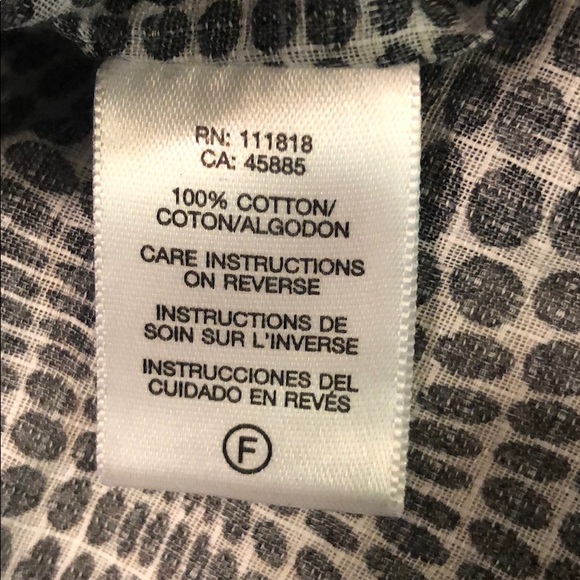 RN: 111818
CA: 45885
100% COTTON/
COTON/ALGODON
CARE INSTRUCTIONS
ON REVERSE
INSTRUCTIONS DE
SOIN SUR L'INVERSE
INSTRUCCIONES DEL
CUIDADO EN REVÉS
F